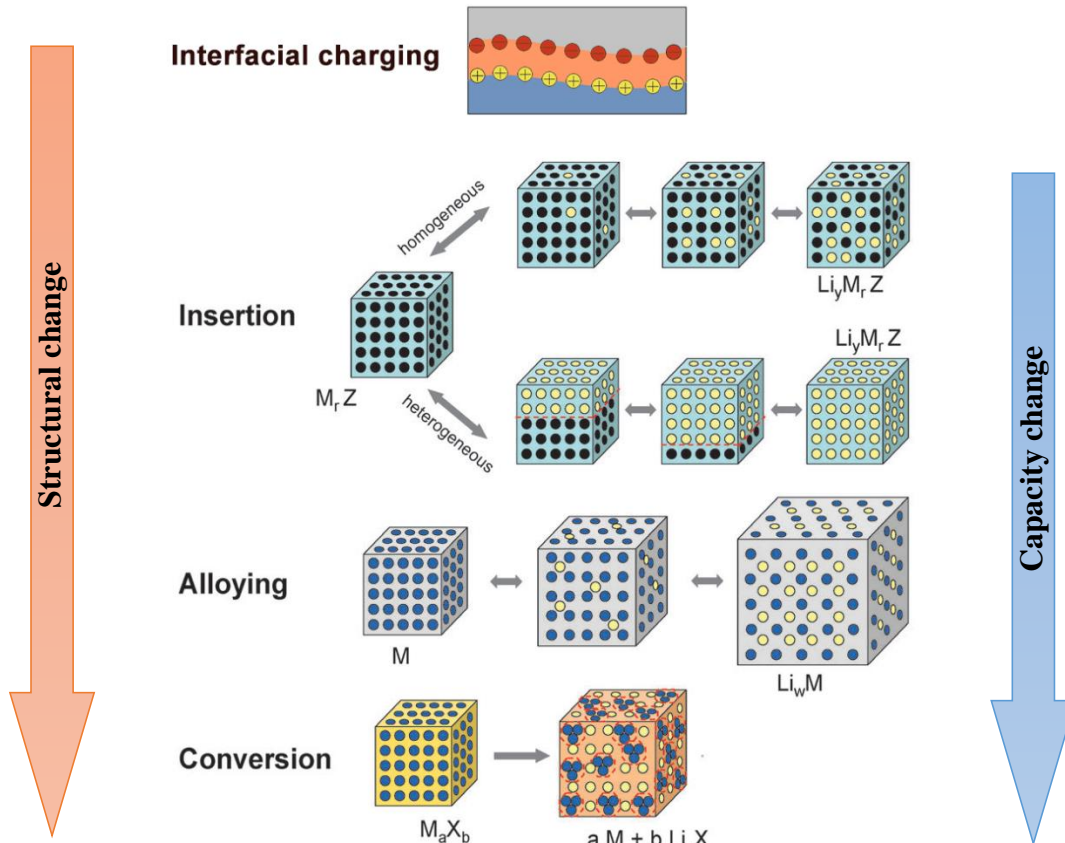 Interfacial charging
Structural change
Capacity change
homogeneous
LiyMrZ
Insertion
LiyMrZ
MrZ
heterogeneous
Alloying
M
LiwM
Conversion
MaXb